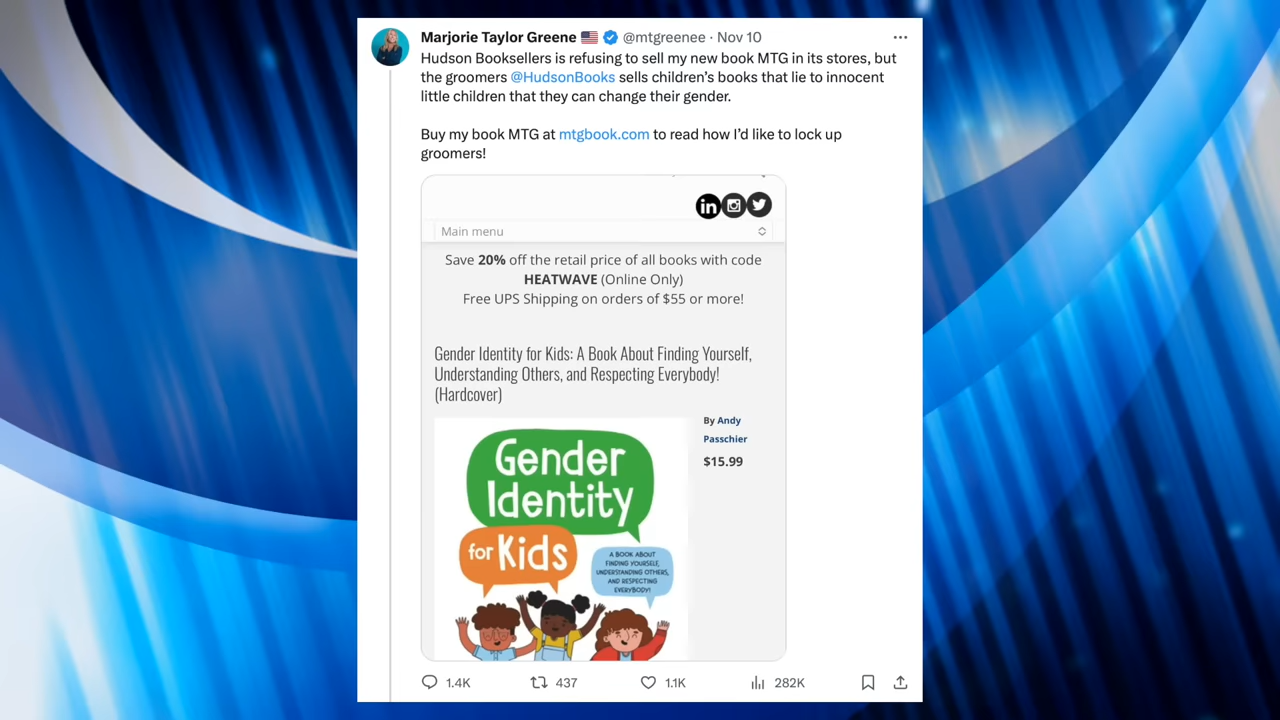 Marjorie Taylor Greene 🇺🇸 @mtgreenee · Nov 10
Hudson Booksellers is refusing to sell my new book MTG in its stores, but
the groomers @HudsonBooks sells children’s books that lie to innocent
little children that they can change their gender.
Buy my book MTG at mtgbook.com to read how I’d like to lock up
groomers!
in
Main menu
Save 20% off the retail price of all books with code
HEATWAVE (Online Only)
Free UPS Shipping on orders of $55 or more!
Gender Identity for Kids: A Book About Finding Yourself,
Understanding Others, and Respecting Everybody!
(Hardcover)
By Andy
Passchier
$15.99
Gender
Identity
for Kids
A BOOK ABOUT
FINDING YOURSELF,
UNDERSTANDING OTHERS,
AND RESPECTING
EVERYBODY!
1.4K 437 1.1K 282K